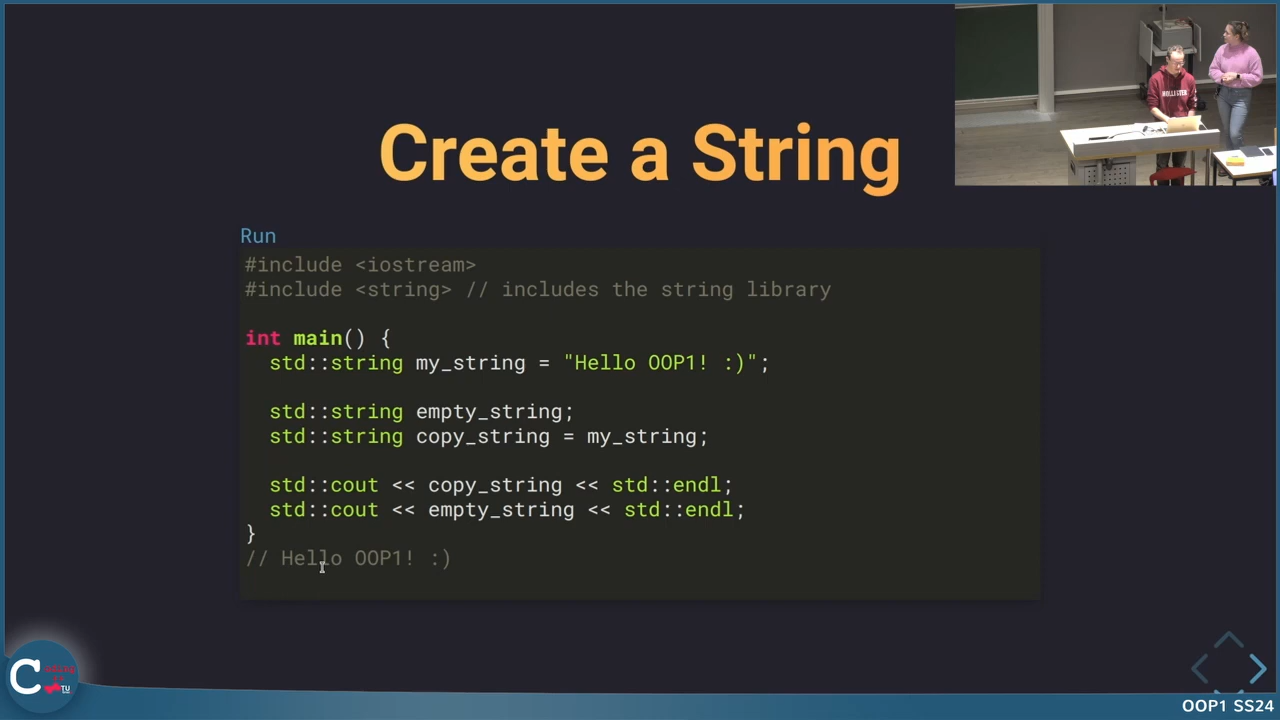 Create a String
Run
#include <iostream>
#include <string> // includes the string library
int main() {
std::string my_string = "Hello OOP1! :)";
std::string empty_string;
std::string copy_string = my_string;
std::cout << copy_string << std::endl;
std::cout << empty_string << std::endl;
}
// Hello OOP1! :)
HOLLISTER
C
TU
OOP1 SS24